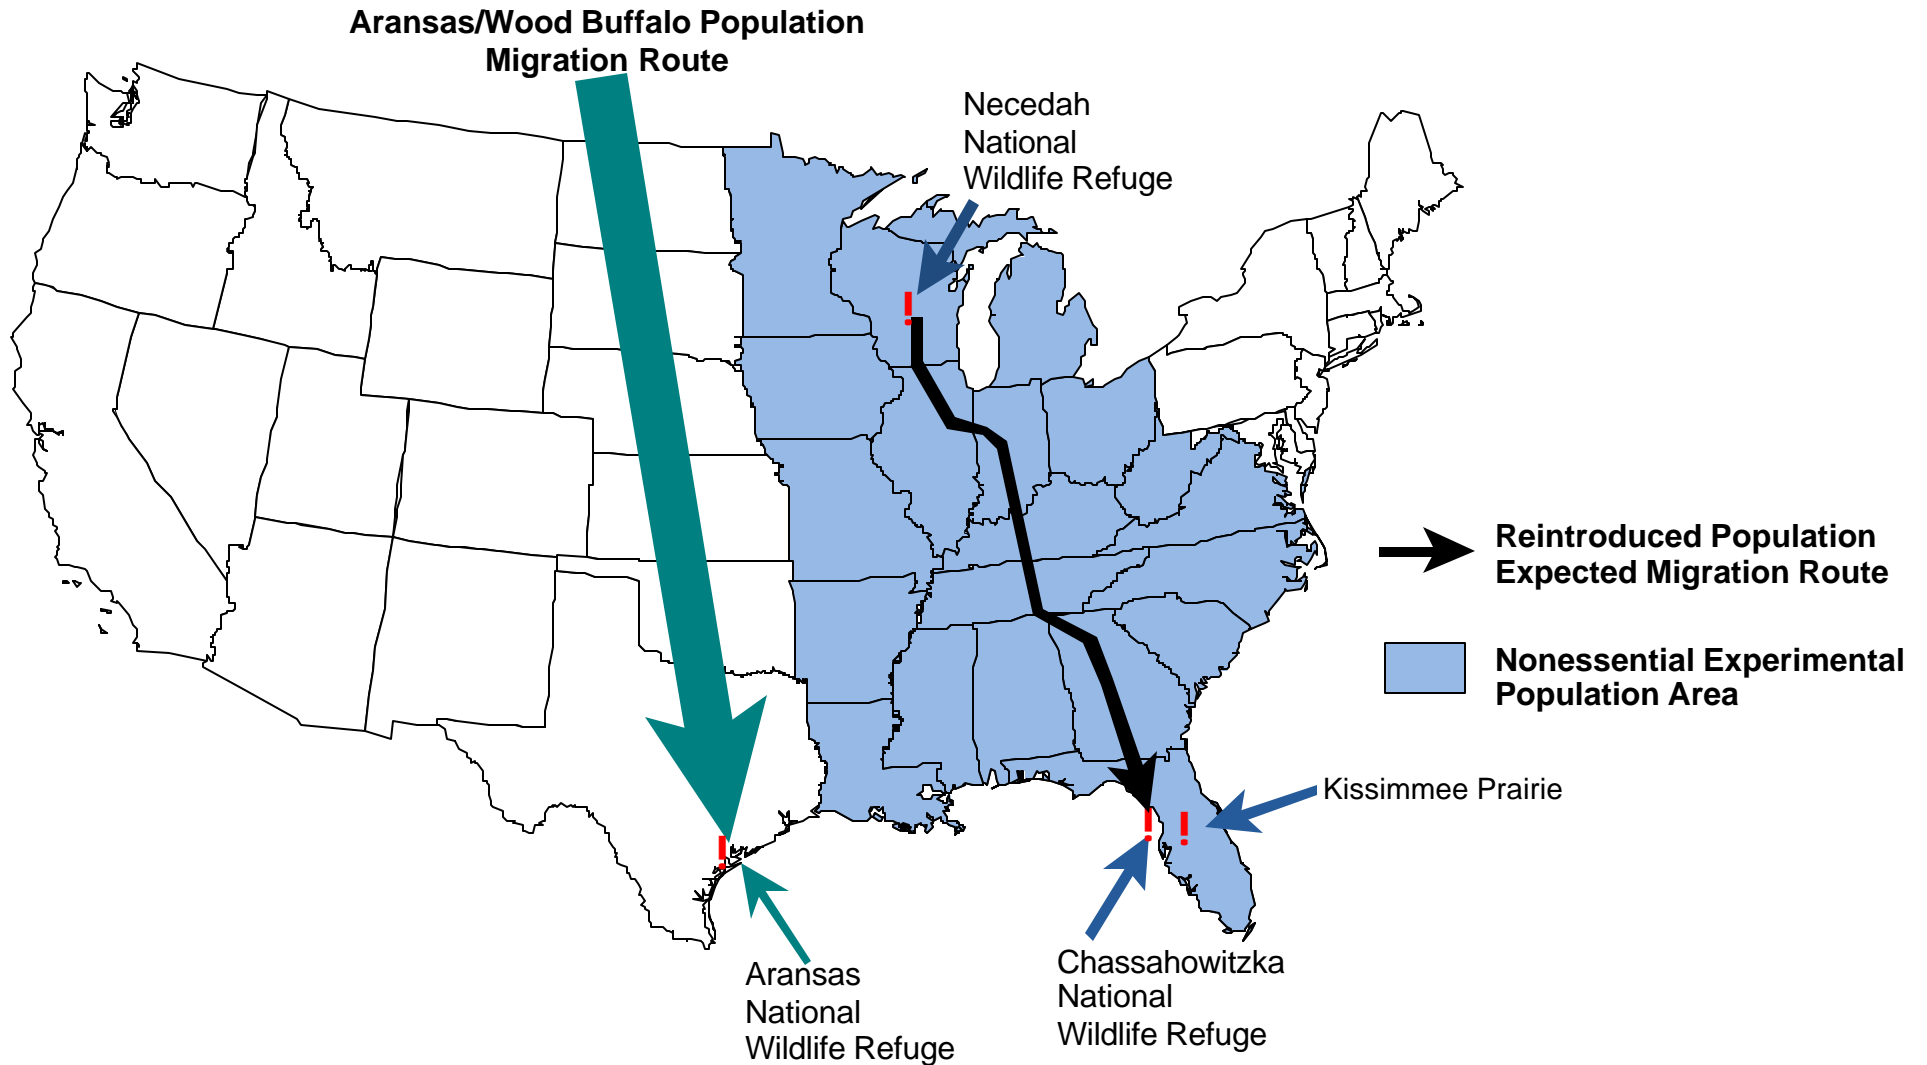 Aransas/Wood Buffalo Population
Migration Route
Necedah
National
Wildlife Refuge
!
Reintroduced Population
Expected Migration Route
Nonessential Experimental
Population Area
Kissimmee Prairie
!
!
!
Aransas
National
Wildlife Refuge
Chassahowitzka
National
Wildlife Refuge